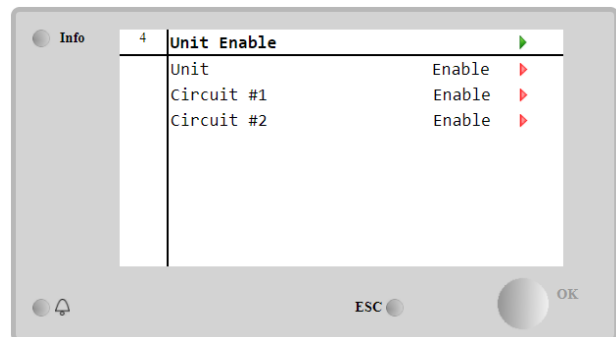 Info
4 Unit Enable
Unit Enable
Circuit #1 Enable
Circuit #2 Enable
ESC
OK